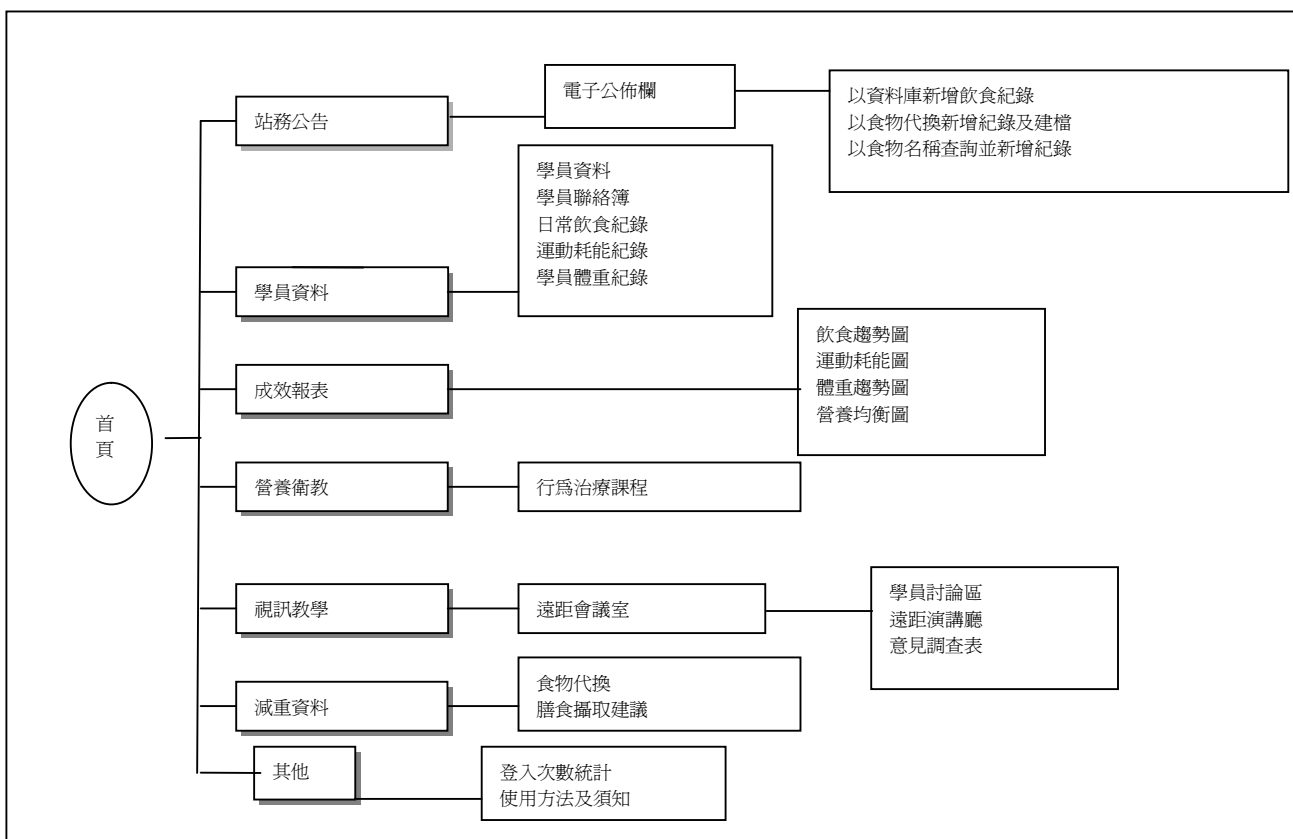 首
頁
站務公告
電子公佈欄
以資料庫新增飲食紀錄
以食物代換新增紀錄及建檔
以食物名稱查詢並新增紀錄
學員資料
學員資料
學員聯絡簿
日常飲食紀錄
運動耗能紀錄
學員體重紀錄
成效報表
飲食趨勢圖
運動耗能圖
體重趨勢圖
營養均衡圖
營養衛教
行為治療課程
視訊教學
遠距會議室
學員討論區
遠距演講廳
意見調查表
減重資料
食物代換
膳食攝取建議
其他
登入次數統計
使用方法及須知